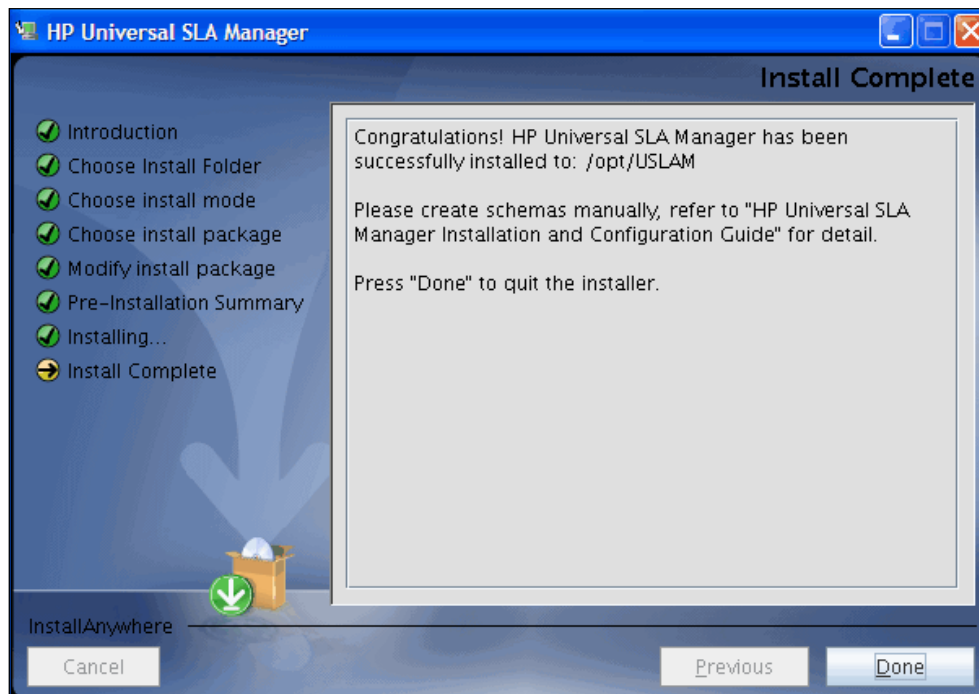 HP Universal SLA Manager
Install Complete
Introduction
Choose Install Folder
Choose install mode
Choose install package
Modify install package
Pre-Installation Summary
Installing...
Install Complete
Congratulations! HP Universal SLA Manager has been
successfully installed to: /opt/USLAM
Please create schemas manually, refer to "HP Universal SLA
Manager Installation and Configuration Guide" for detail.
Press "Done" to quit the installer.
InstallAnywhere
Cancel
Previous
Done